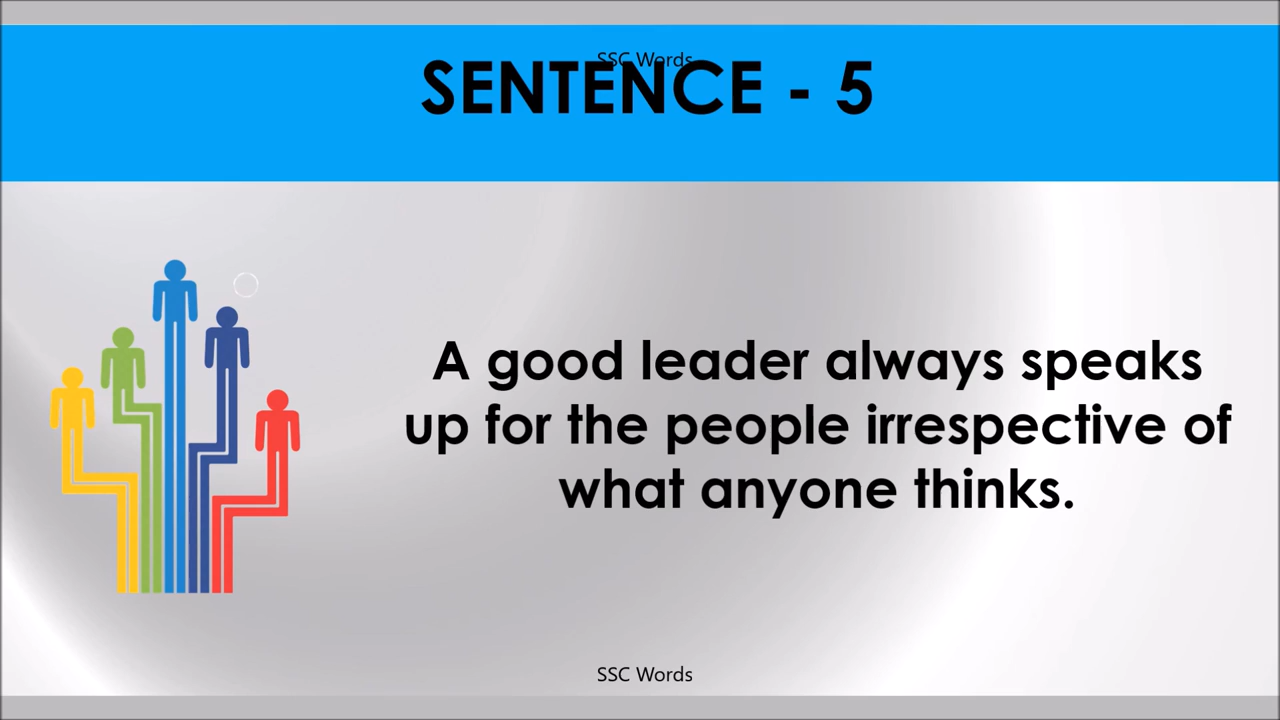 SSC Words
SENTENCE - 5
A good leader always speaks
up for the people irrespective of
what anyone thinks.
SSC Words